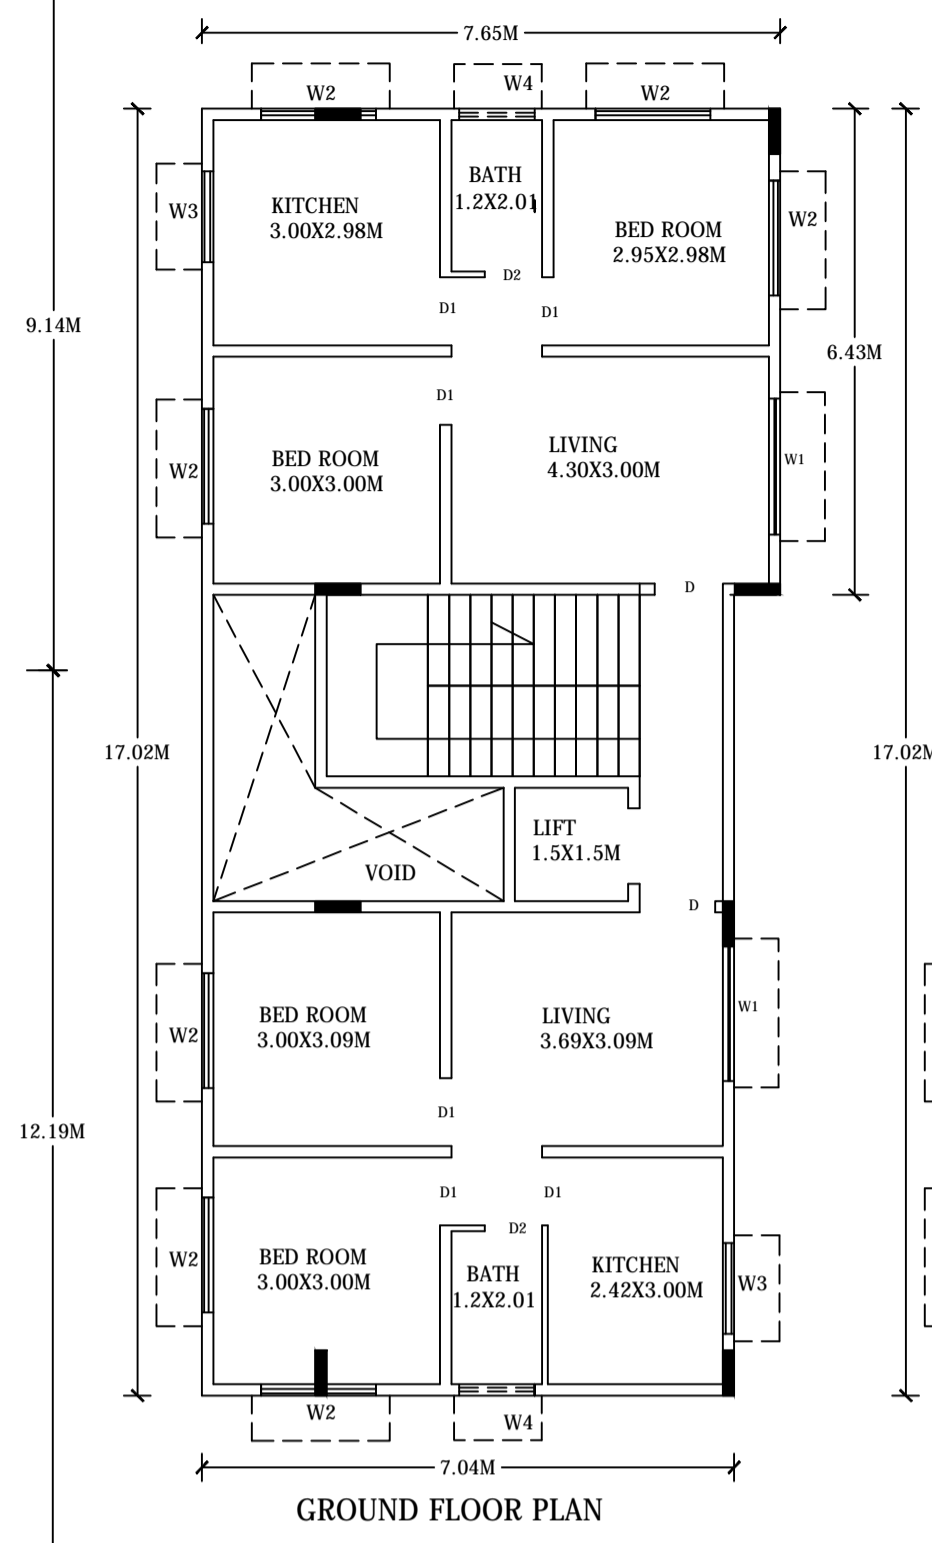 7.65M
W2
W4
W2
BATH
1.2X2.01
W3
KITCHEN
3.00X2.98M
BED ROOM
2.95X2.98M
W2
D2
D1
D1
9.14M
6.43M
D1
W2
BED ROOM
3.00X3.00M
LIVING
4.30X3.00M
W1
D
17.02M
17.02M
LIFT
1.5X1.5M
VOID
D
W2
BED ROOM
3.00X3.09M
LIVING
3.69X3.09M
W1
D1
12.19M
D1
D1
D2
W2
BED ROOM
3.00X3.00M
BATH
1.2X2.01
KITCHEN
2.42X3.00M
W3
W2
W4
7.04M
GROUND FLOOR PLAN